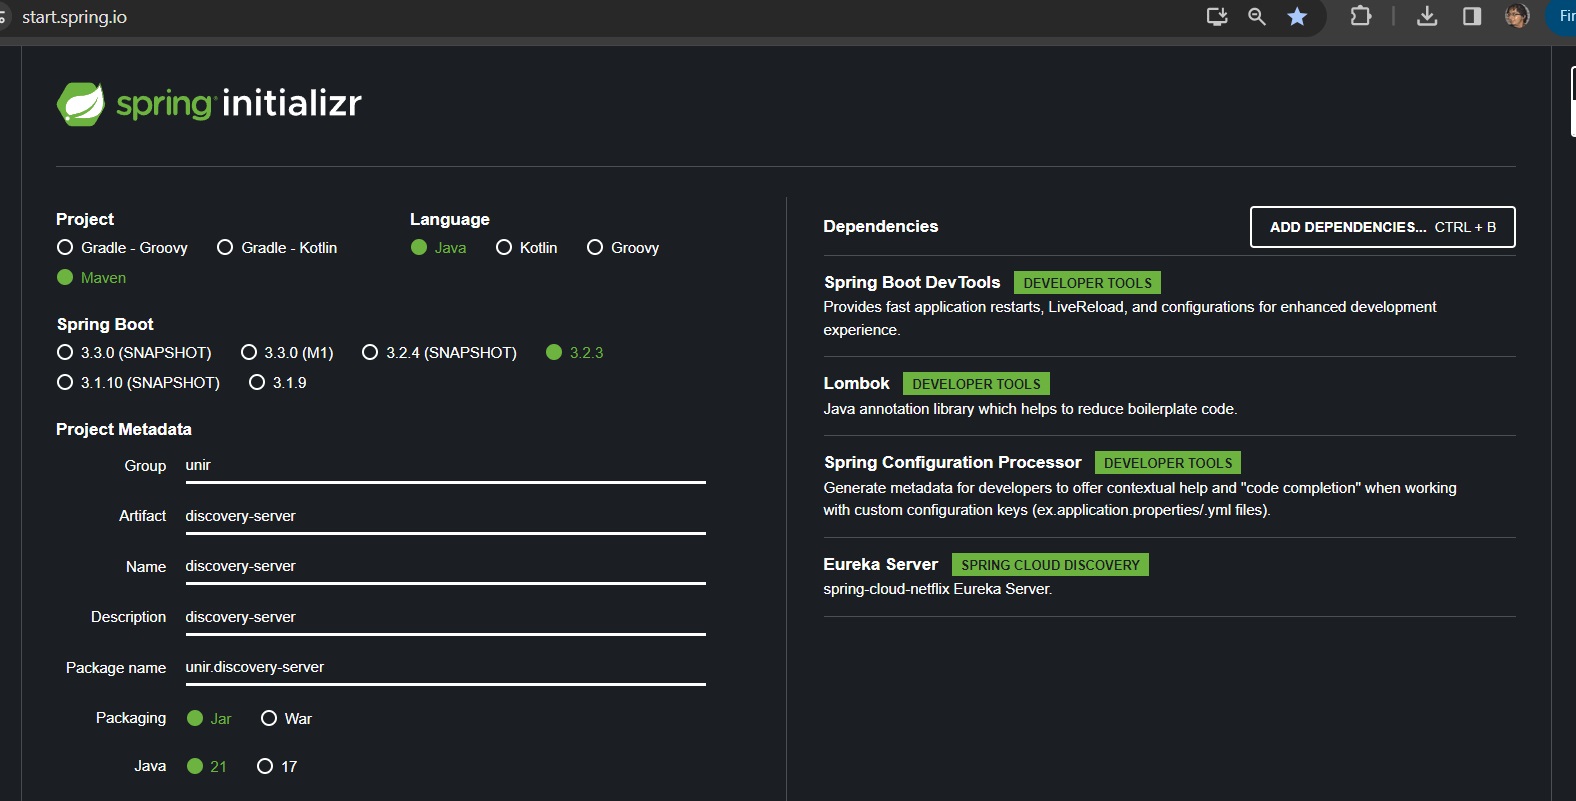 start.spring.io
Fir
spring initializr
Project
Gradle - Groovy Gradle - Kotlin
Maven
Language
Java Kotlin Groovy
Spring Boot
3.3.0 (SNAPSHOT) 3.3.0 (M1) 3.2.4 (SNAPSHOT) 3.2.3
3.1.10 (SNAPSHOT) 3.1.9
Project Metadata
Group unir
Artifact discovery-server
Name discovery-server
Description discovery-server
Package name unir.discovery-server
Packaging Jar War
Java 21 17
Dependencies ADD DEPENDENCIES... CTRL + B
Spring Boot DevTools DEVELOPER TOOLS
Provides fast application restarts, LiveReload, and configurations for enhanced development
experience.
Lombok DEVELOPER TOOLS
Java annotation library which helps to reduce boilerplate code.
Spring Configuration Processor DEVELOPER TOOLS
Generate metadata for developers to offer contextual help and "code completion" when working
with custom configuration keys (ex.application.properties/.yml files).
Eureka Server SPRING CLOUD DISCOVERY
spring-cloud-netflix Eureka Server.